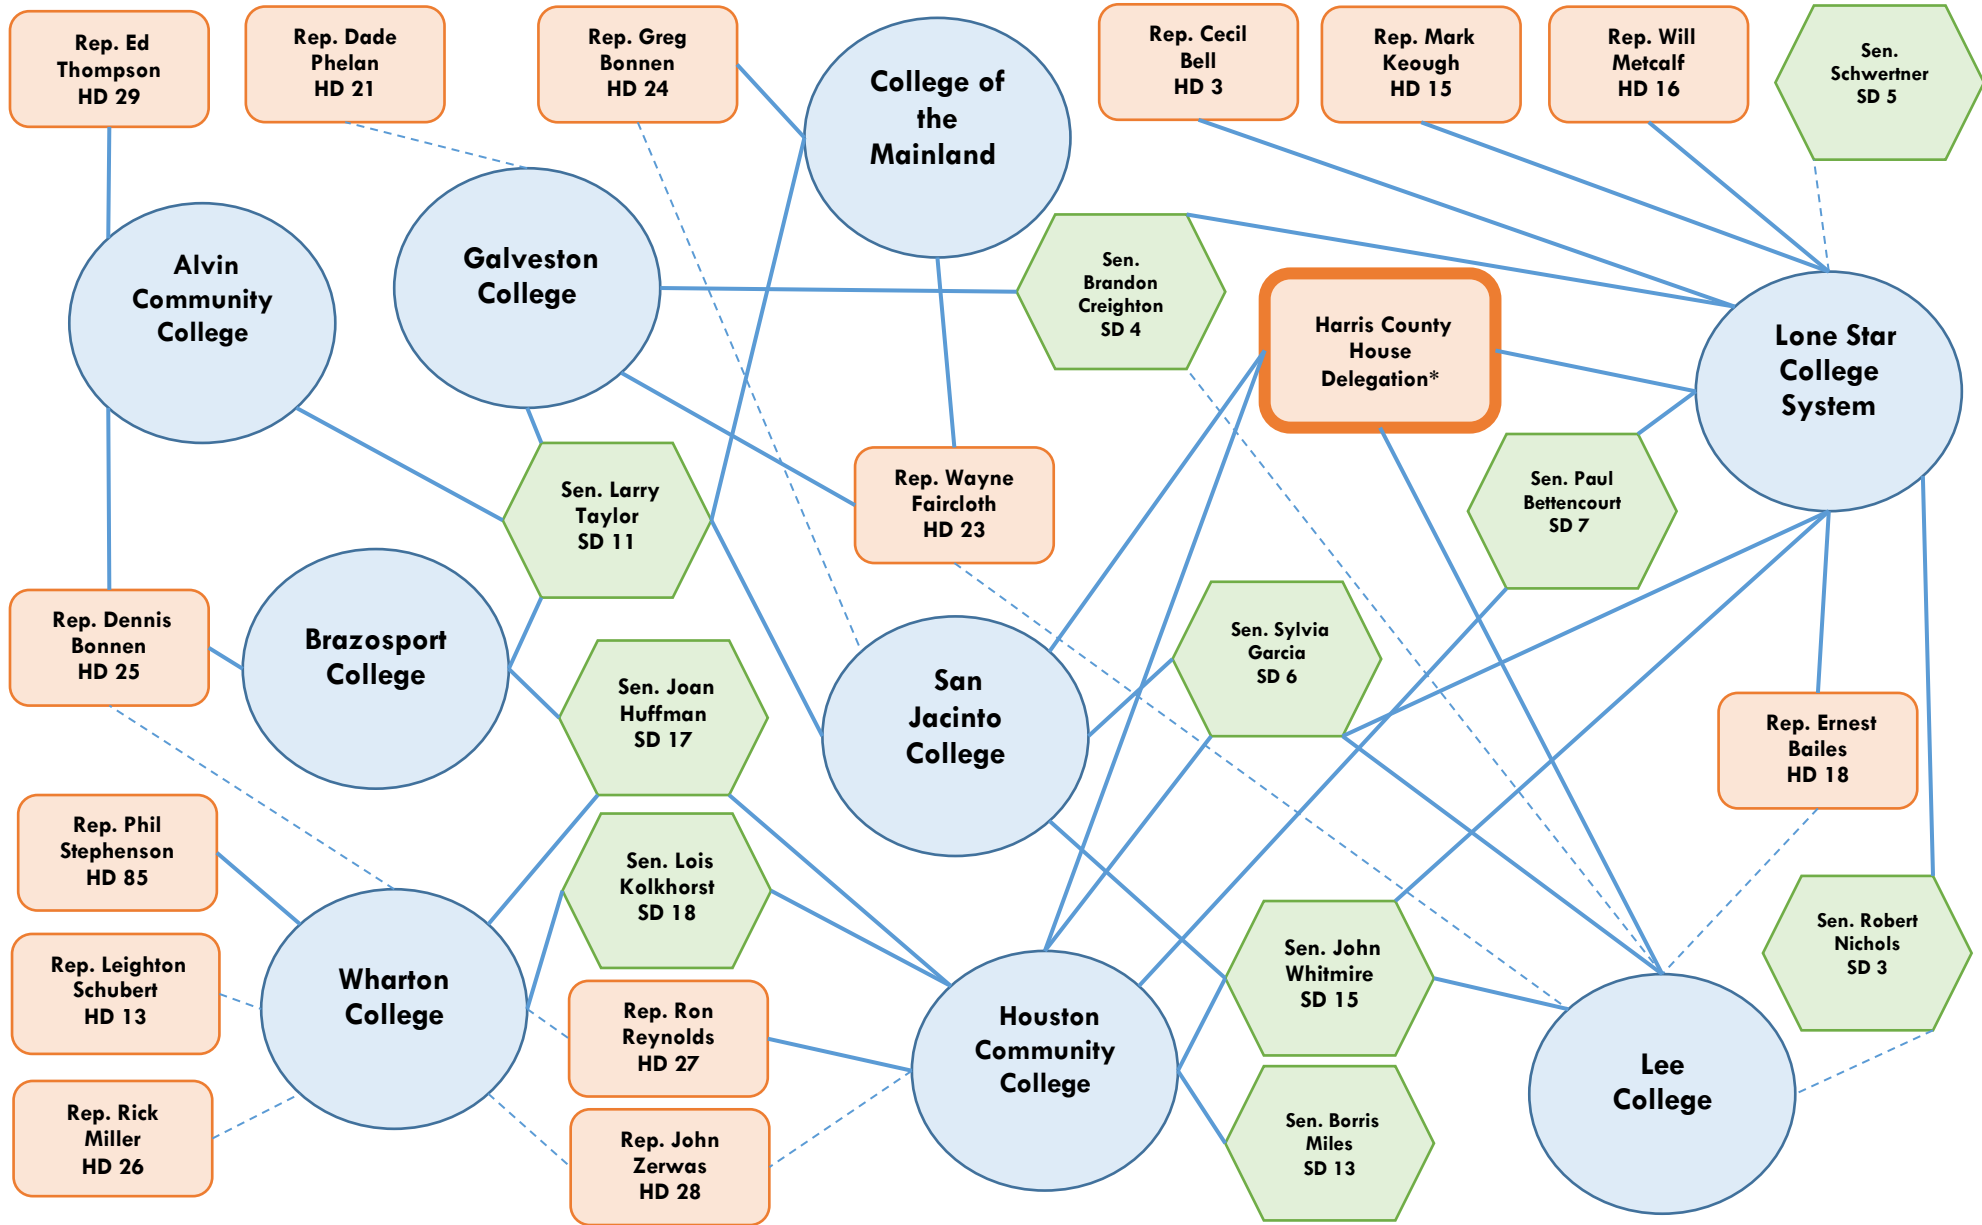 Rep. Ed
Thompson
HD 29
Rep. Dade
Phelan
HD 21
Rep. Greg
Bonnen
HD 24
College of
the
Mainland
Rep. Cecil
Bell
HD 3
Rep. Mark
Keough
HD 15
Rep. Will
Metcalf
HD 16
Sen.
Schwertner
SD 5
Alvin
Community
College
Galveston
College
Sen.
Brandon
Creighton
SD 4
Harris County
House
Delegation*
Lone Star
College
System
Sen. Larry
Taylor
SD 11
Rep. Wayne
Faircloth
HD 23
Sen. Paul
Bettencourt
SD 7
Rep. Dennis
Bonnen
HD 25
Brazosport
College
Sen. Joan
Huffman
SD 17
San
Jacinto
College
Sen. Sylvia
Garcia
SD 6
Rep. Ernest
Bailes
HD 18
Rep. Phil
Stephenson
HD 85
Sen. Lois
Kolkhorst
SD 18
Sen. John
Whitmire
SD 15
Sen. Robert
Nichols
SD 3
Rep. Leighton
Schubert
HD 13
Wharton
College
Rep. Ron
Reynolds
HD 27
Houston
Community
College
Lee
College
Rep. Rick
Miller
HD 26
Rep. John
Zerwas
HD 28
Sen. Borris
Miles
SD 13